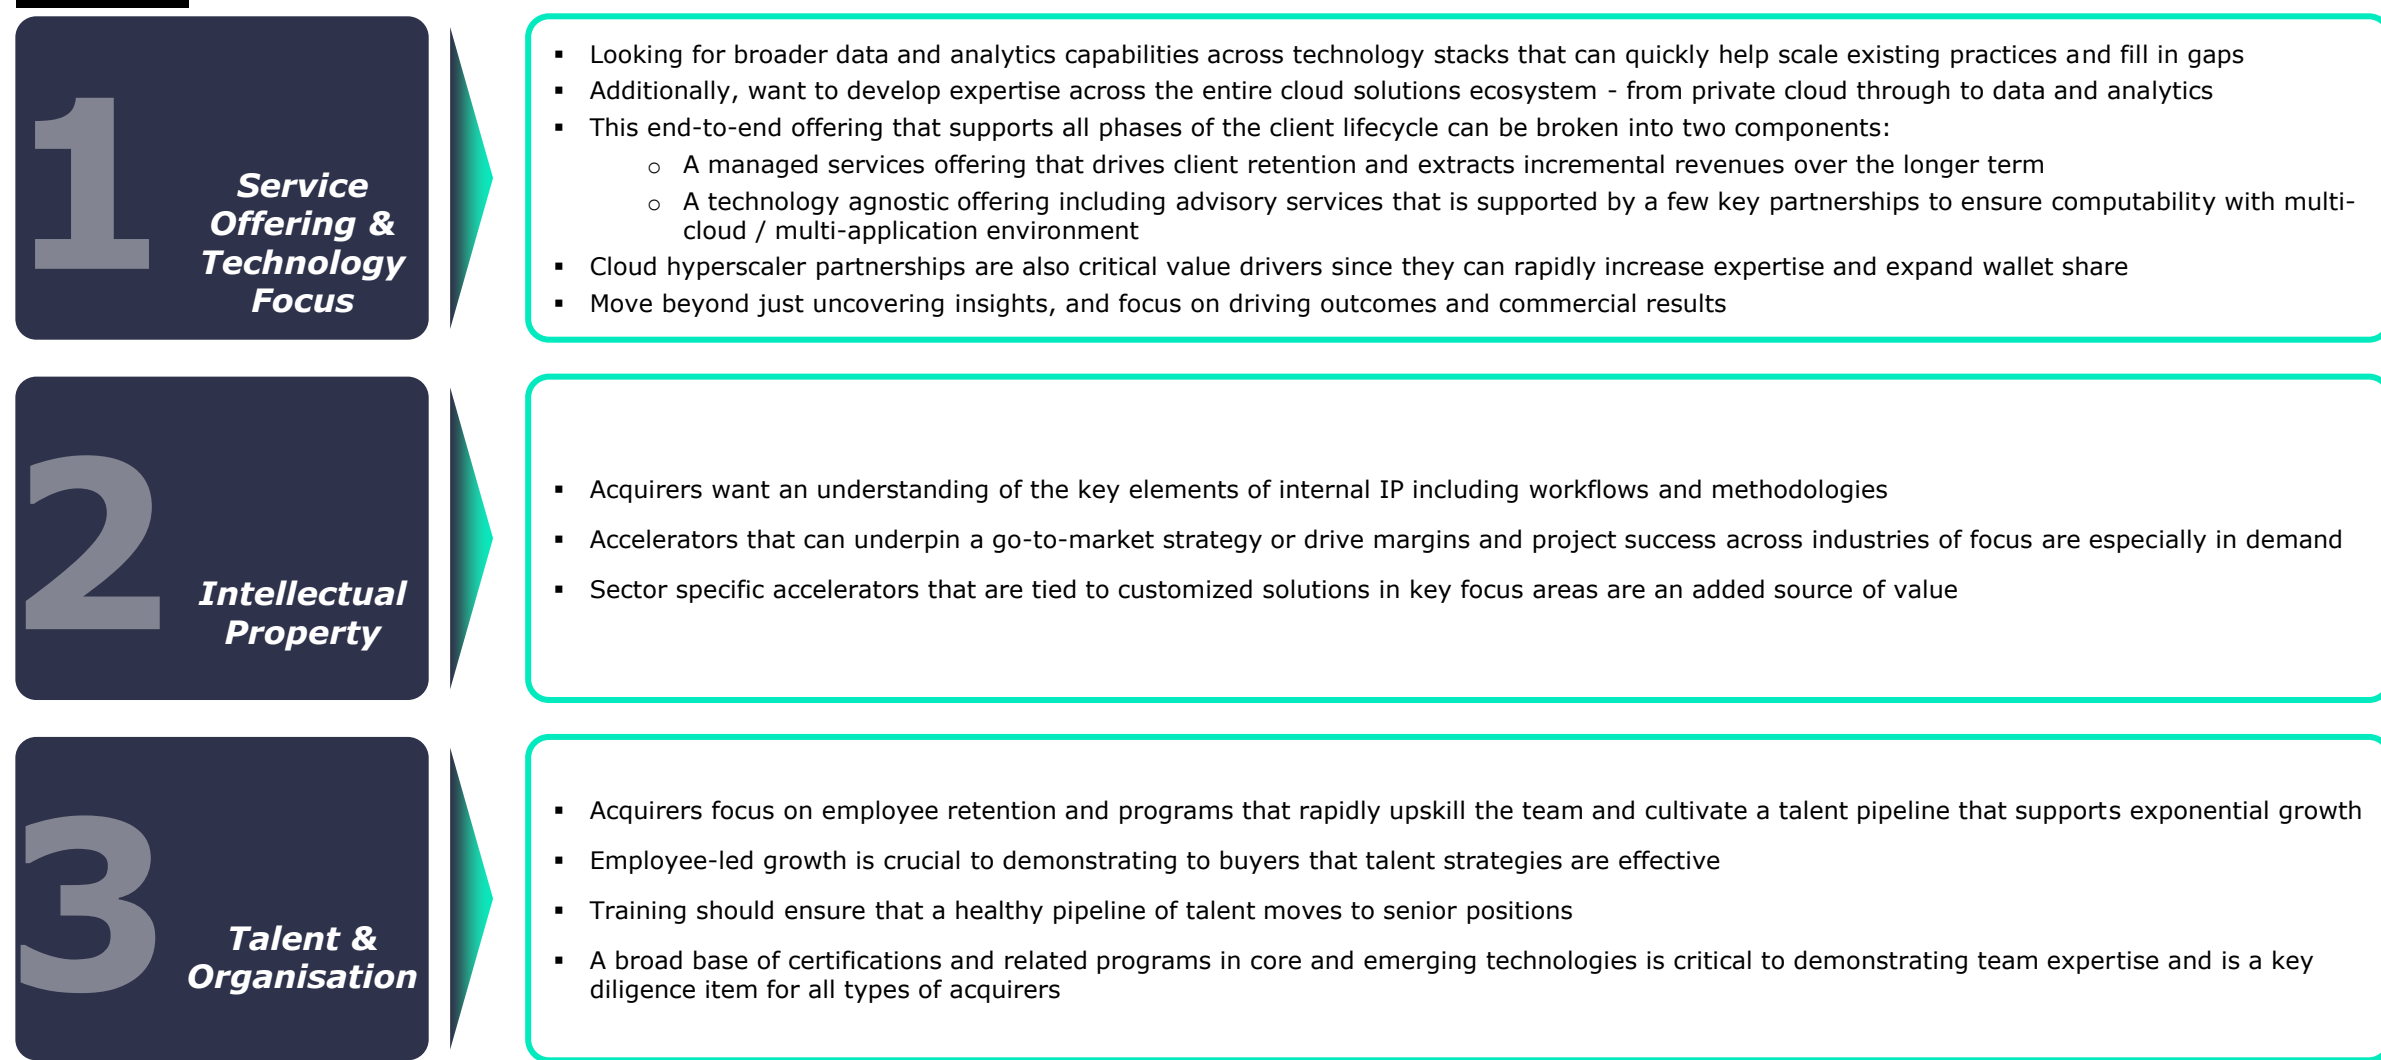 1
Service
Offering &
Technology
Focus
▪ Looking for broader data and analytics capabilities across technology stacks that can quickly help scale existing practices and fill in gaps
▪ Additionally, want to develop expertise across the entire cloud solutions ecosystem - from private cloud through to data and analytics
▪ This end-to-end offering that supports all phases of the client lifecycle can be broken into two components:
o A managed services offering that drives client retention and extracts incremental revenues over the longer term
o A technology agnostic offering including advisory services that is supported by a few key partnerships to ensure computability with multi-
cloud / multi-application environment
▪ Cloud hyperscaler partnerships are also critical value drivers since they can rapidly increase expertise and expand wallet share
▪ Move beyond just uncovering insights, and focus on driving outcomes and commercial results
2
Intellectual
Property
▪ Acquirers want an understanding of the key elements of internal IP including workflows and methodologies
▪ Accelerators that can underpin a go-to-market strategy or drive margins and project success across industries of focus are especially in demand
▪ Sector specific accelerators that are tied to customized solutions in key focus areas are an added source of value
3
Talent &
Organisation
▪ Acquirers focus on employee retention and programs that rapidly upskill the team and cultivate a talent pipeline that supports exponential growth
▪ Employee-led growth is crucial to demonstrating to buyers that talent strategies are effective
▪ Training should ensure that a healthy pipeline of talent moves to senior positions
▪ A broad base of certifications and related programs in core and emerging technologies is critical to demonstrating team expertise and is a key
diligence item for all types of acquirers